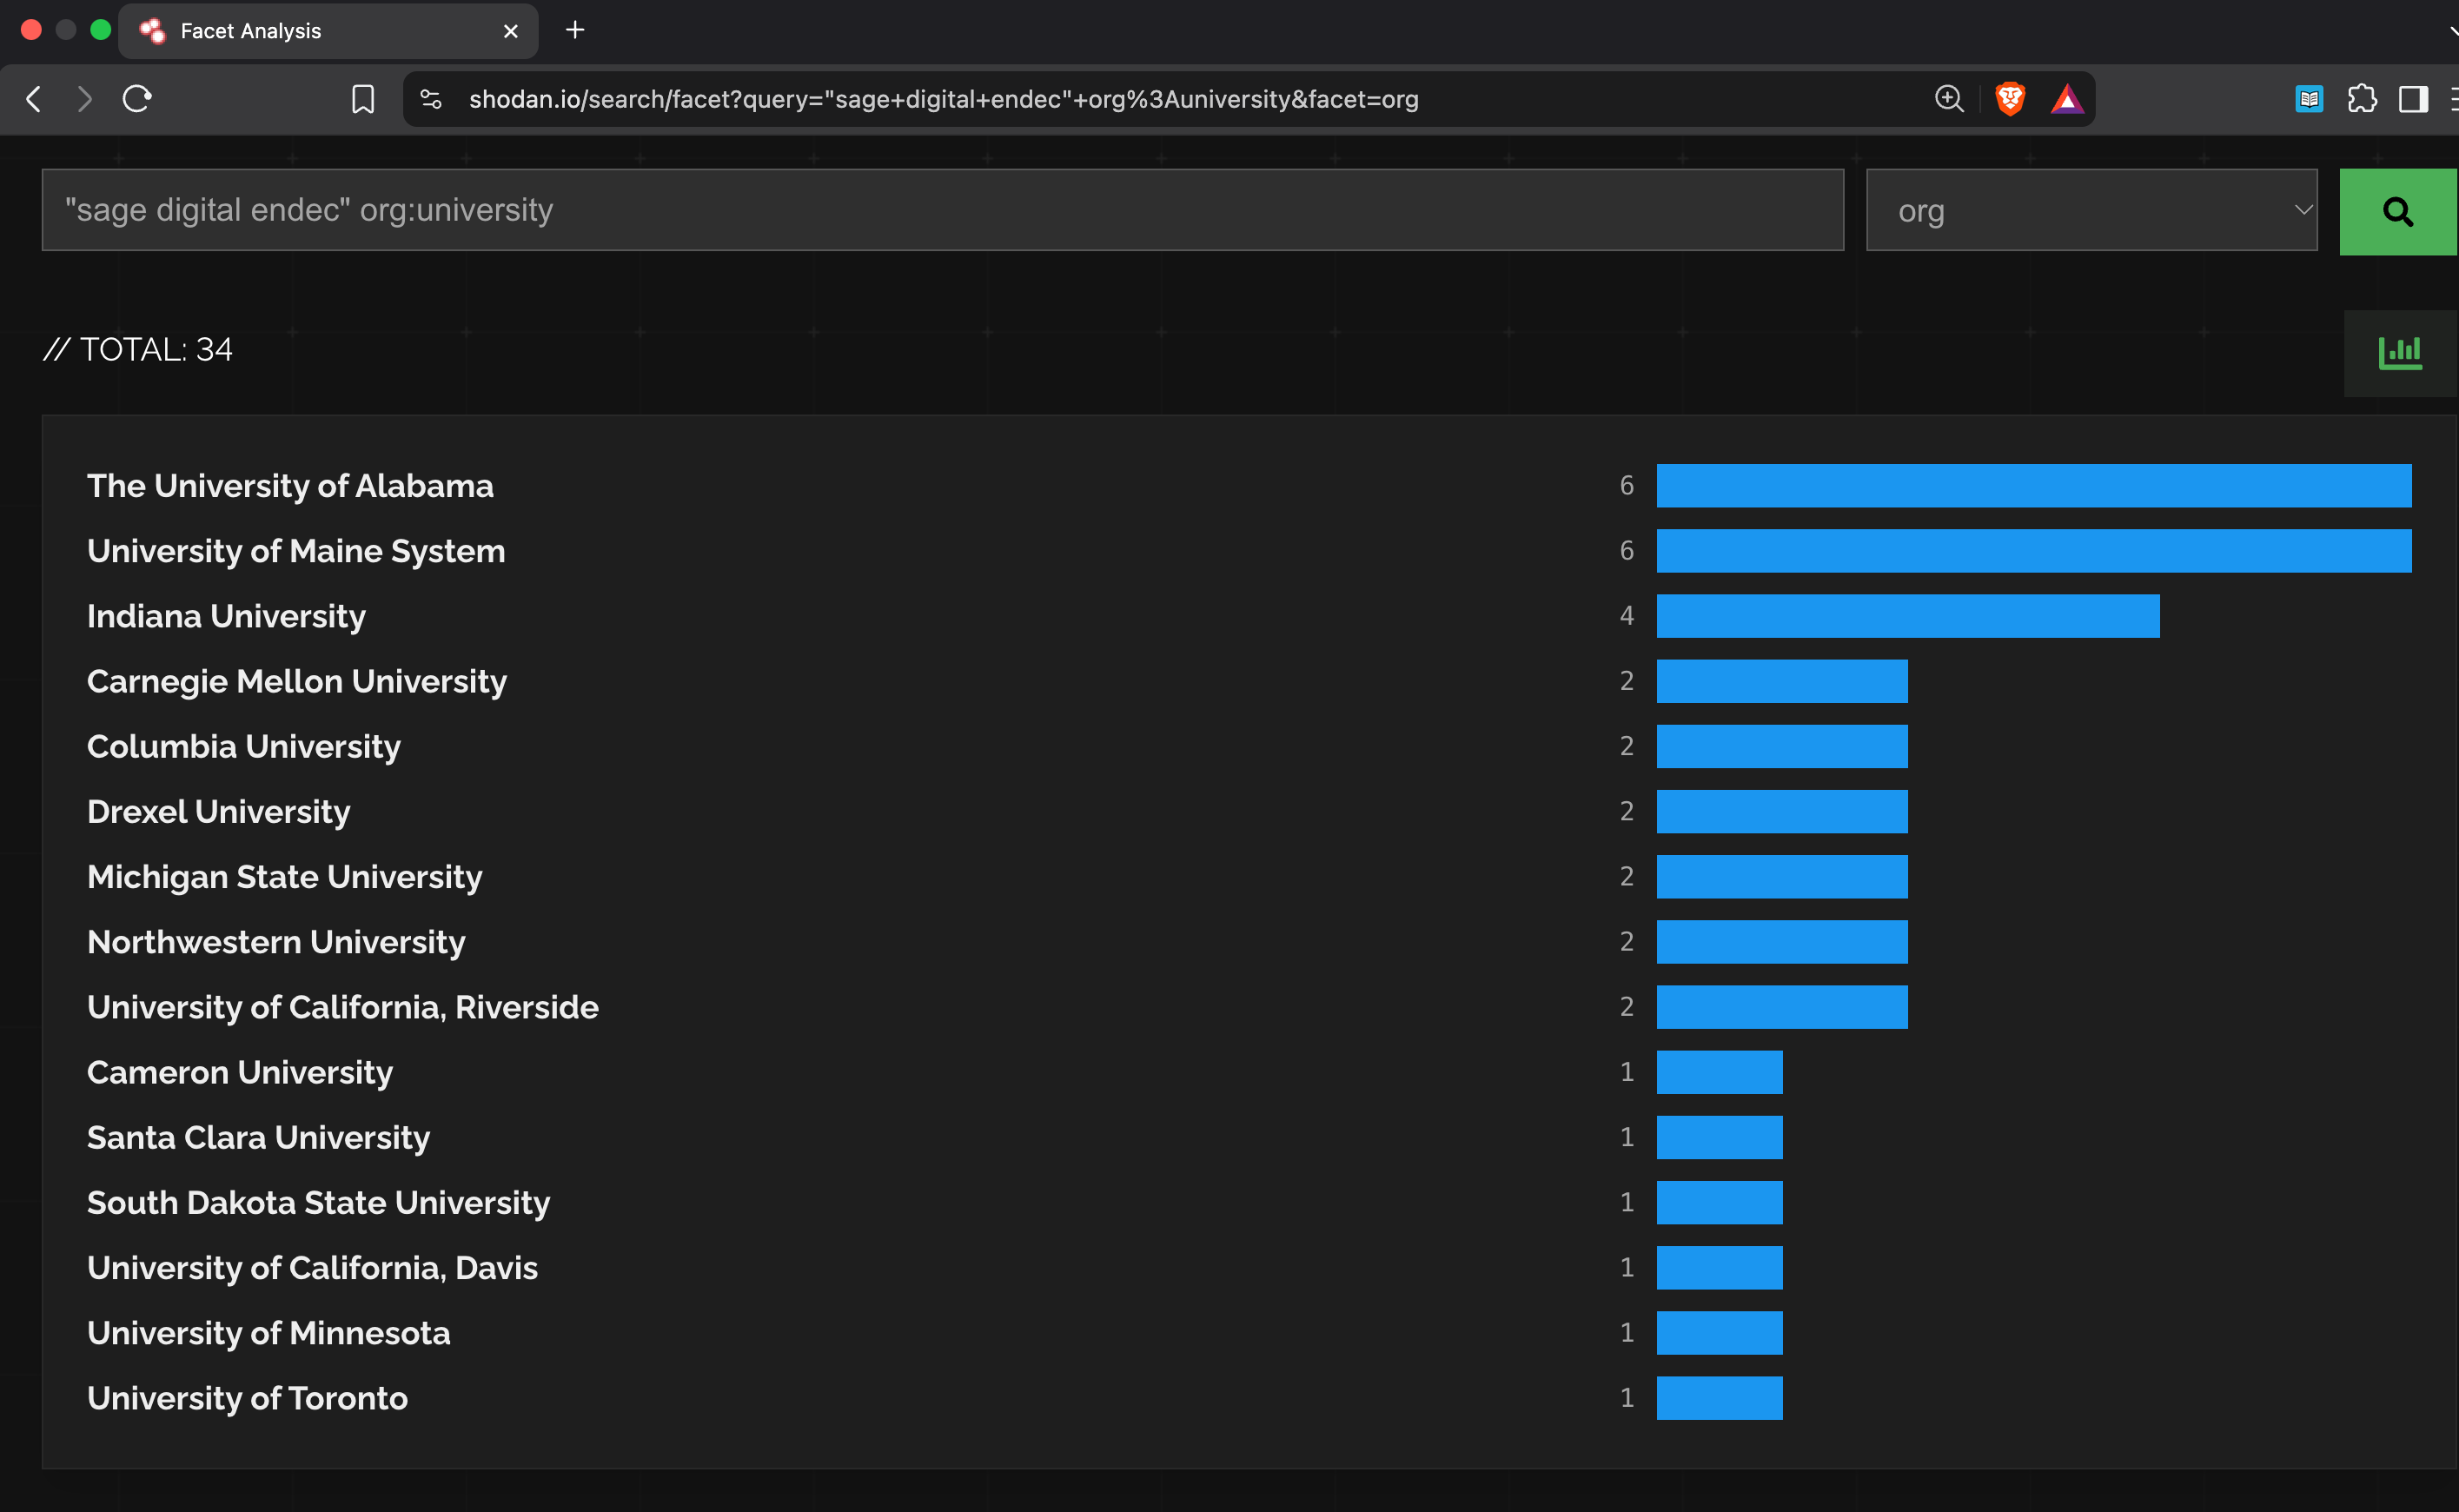 Facet Analysis
shodan.io/search/facet?query="sage+digital+endec"+org%3Auniversity&facet=org
"sage digital endec" org:university
org
// TOTAL: 34
The University of Alabama 6
University of Maine System 6
Indiana University 4
Carnegie Mellon University 2
Columbia University 2
Drexel University 2
Michigan State University 2
Northwestern University 2
University of California, Riverside 2
Cameron University 1
Santa Clara University 1
South Dakota State University 1
University of California, Davis 1
University of Minnesota 1
University of Toronto 1